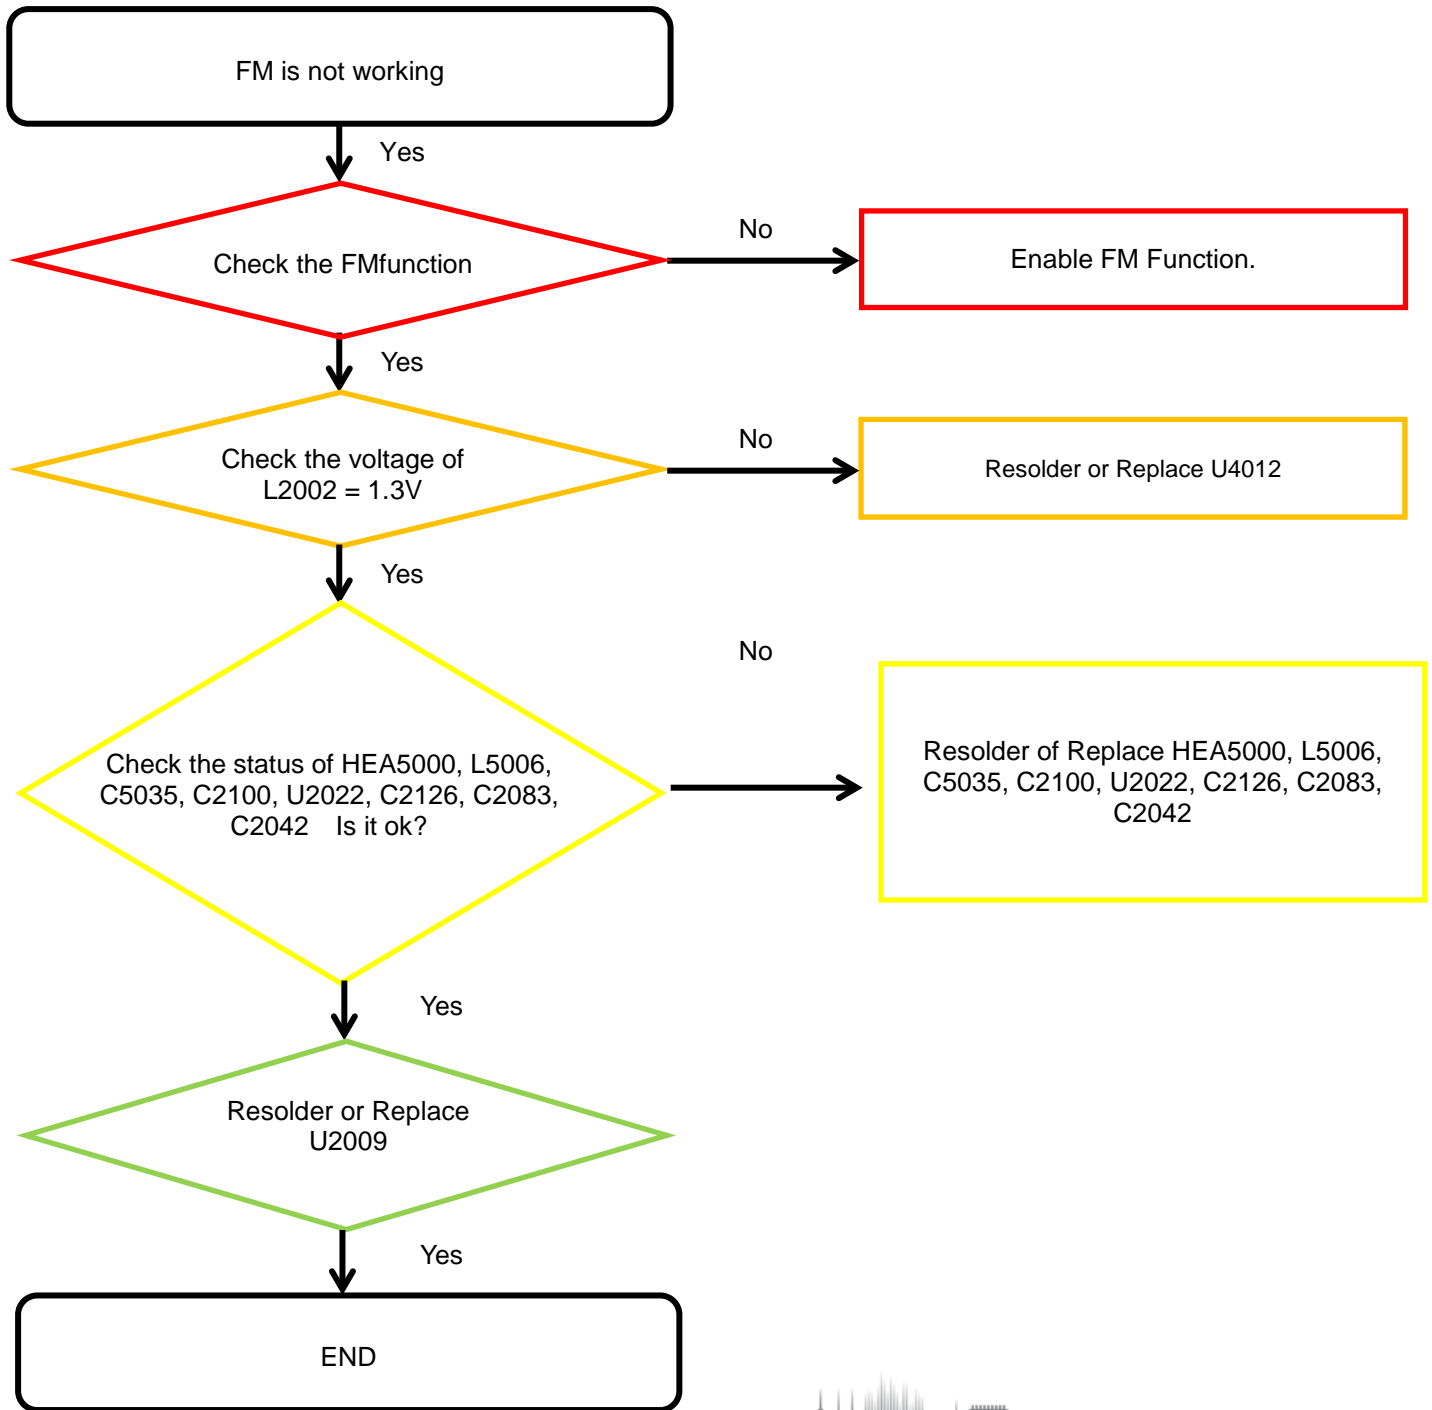 FM is not working
Yes
Check the FMfunction
No
Enable FM Function.
Yes
Check the voltage of
L2002 = 1.3V
No
Resolder or Replace U4012
Yes
Check the status of HEA5000, L5006,
C5035, C2100, U2022, C2126, C2083,
C2042    Is it ok?
No
Resolder of Replace HEA5000, L5006,
C5035, C2100, U2022, C2126, C2083,
C2042
Yes
Resolder or Replace
U2009
Yes
END